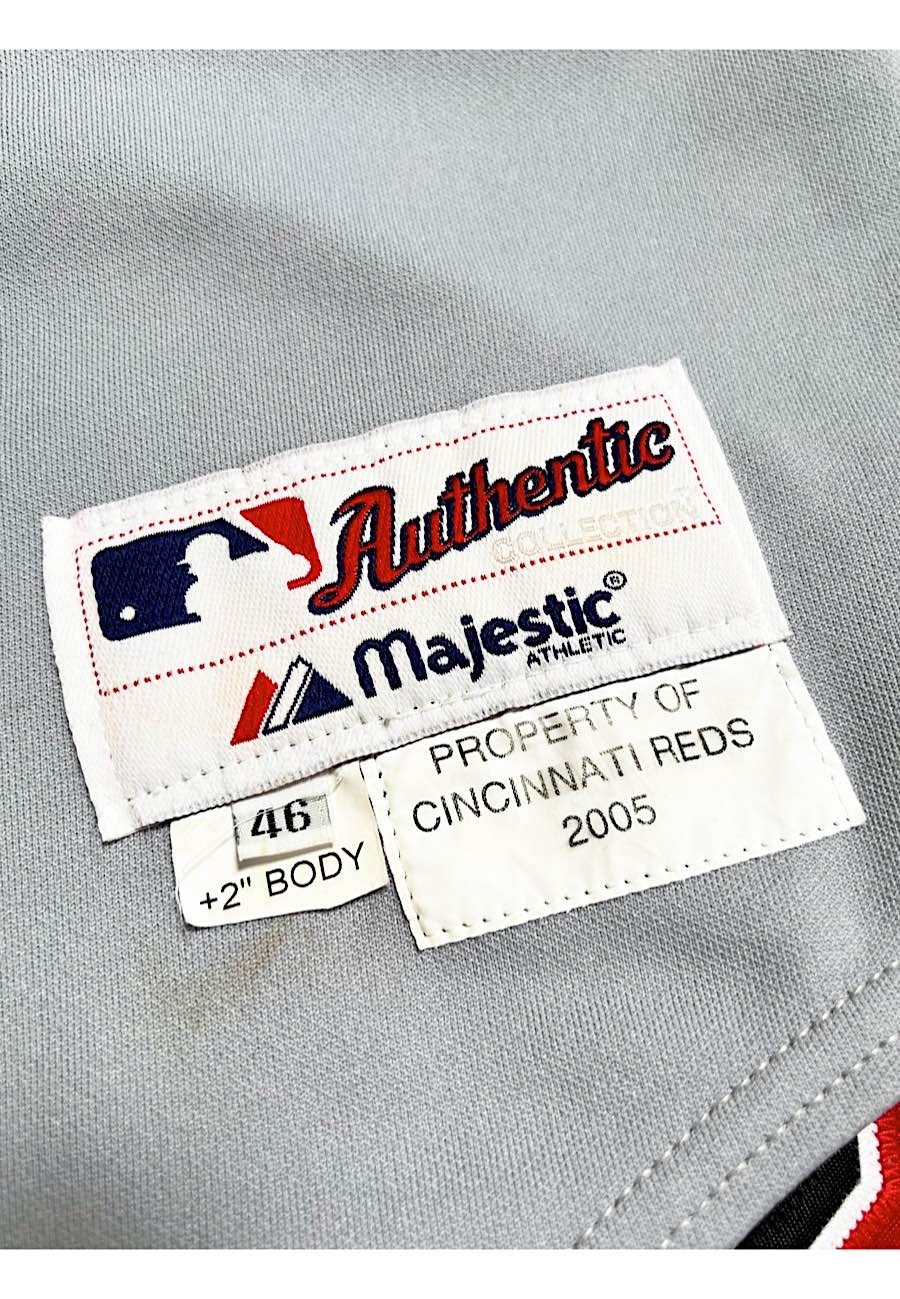 Authentic
COLLECTION
Majestic®
ATHLETIC
PROPERTY OF
CINCINNATI REDS
2005
46
+2" BODY